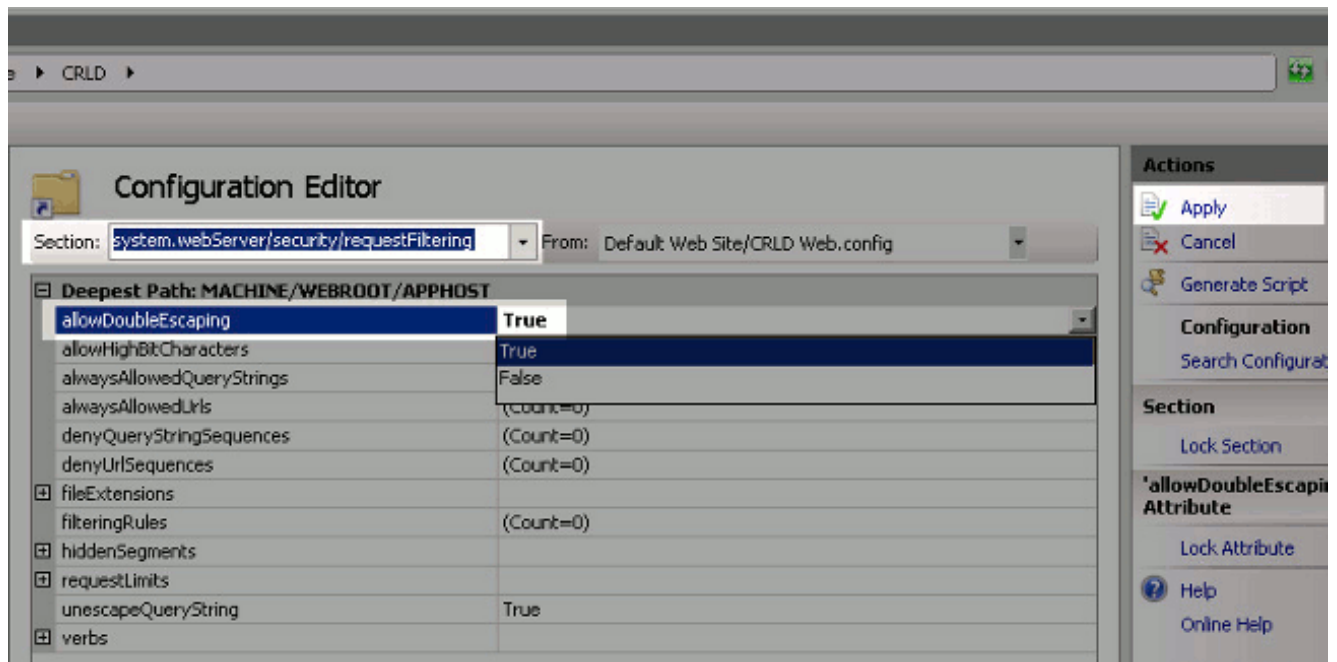 e ▸ CRLD ▸
Configuration Editor
Section: system.webServer/security/requestFiltering From: Default Web Site/CRLD Web.config
Deepest Path: MACHINE/WEBROOT/APPHOST
allowDoubleEscaping True
allowHighBitCharacters True
alwaysAllowedQueryStrings False
alwaysAllowedUrls (Count=0)
denyQueryStringSequences (Count=0)
denyUrlSequences (Count=0)
fileExtensions
filteringRules (Count=0)
hiddenSegments
requestLimits
unescapeQueryString True
verbs
Actions
Apply
Cancel
Generate Script
Configuration
Search Configurat
Section
Lock Section
'allowDoubleEscapin
Attribute
Lock Attribute
Help
Online Help